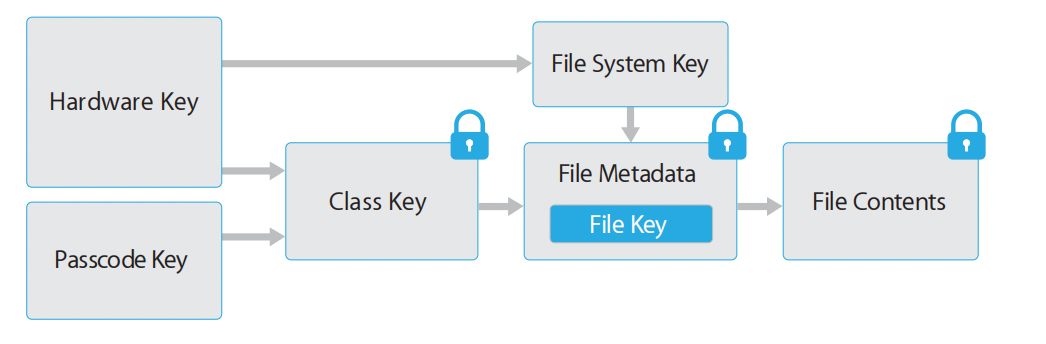 Hardware Key
File System Key
Class Key
File Metadata
File Key
File Contents
Passcode Key